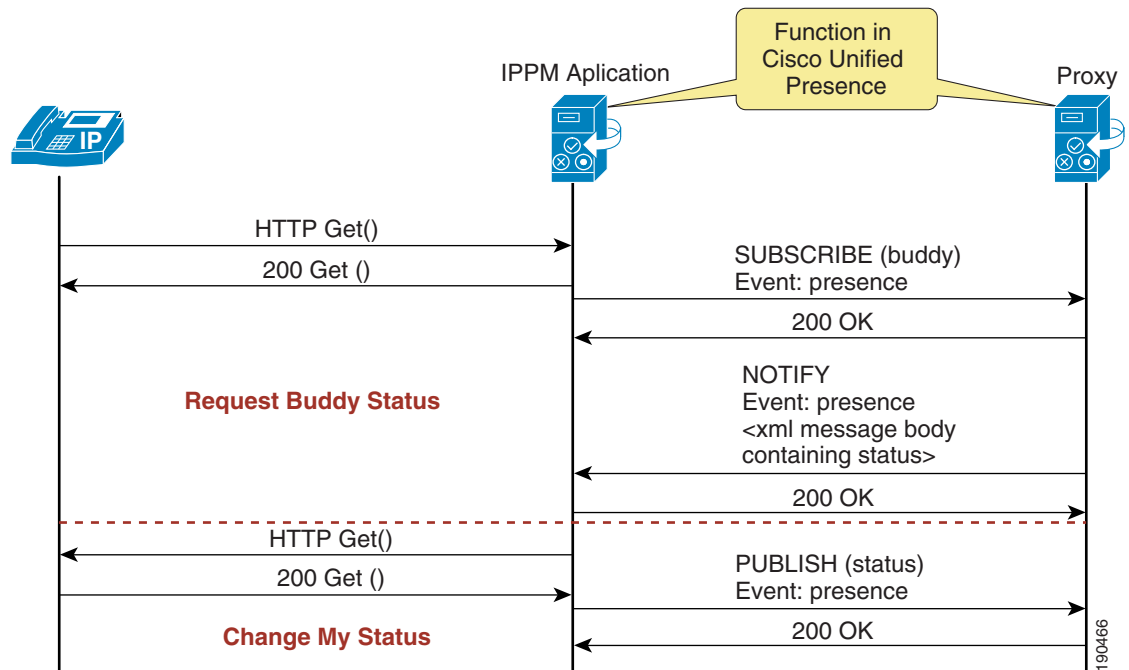 Function in
Cisco Unified
Presence
IPPM Aplication
Proxy
IP
HTTP Get()
200 Get ()
SUBSCRIBE (buddy)
Event: presence
200 OK
Request Buddy Status
NOTIFY
Event: presence
<xml message body
containing status>
200 OK
HTTP Get()
200 Get ()
PUBLISH (status)
Event: presence
Change My Status
200 OK
190466